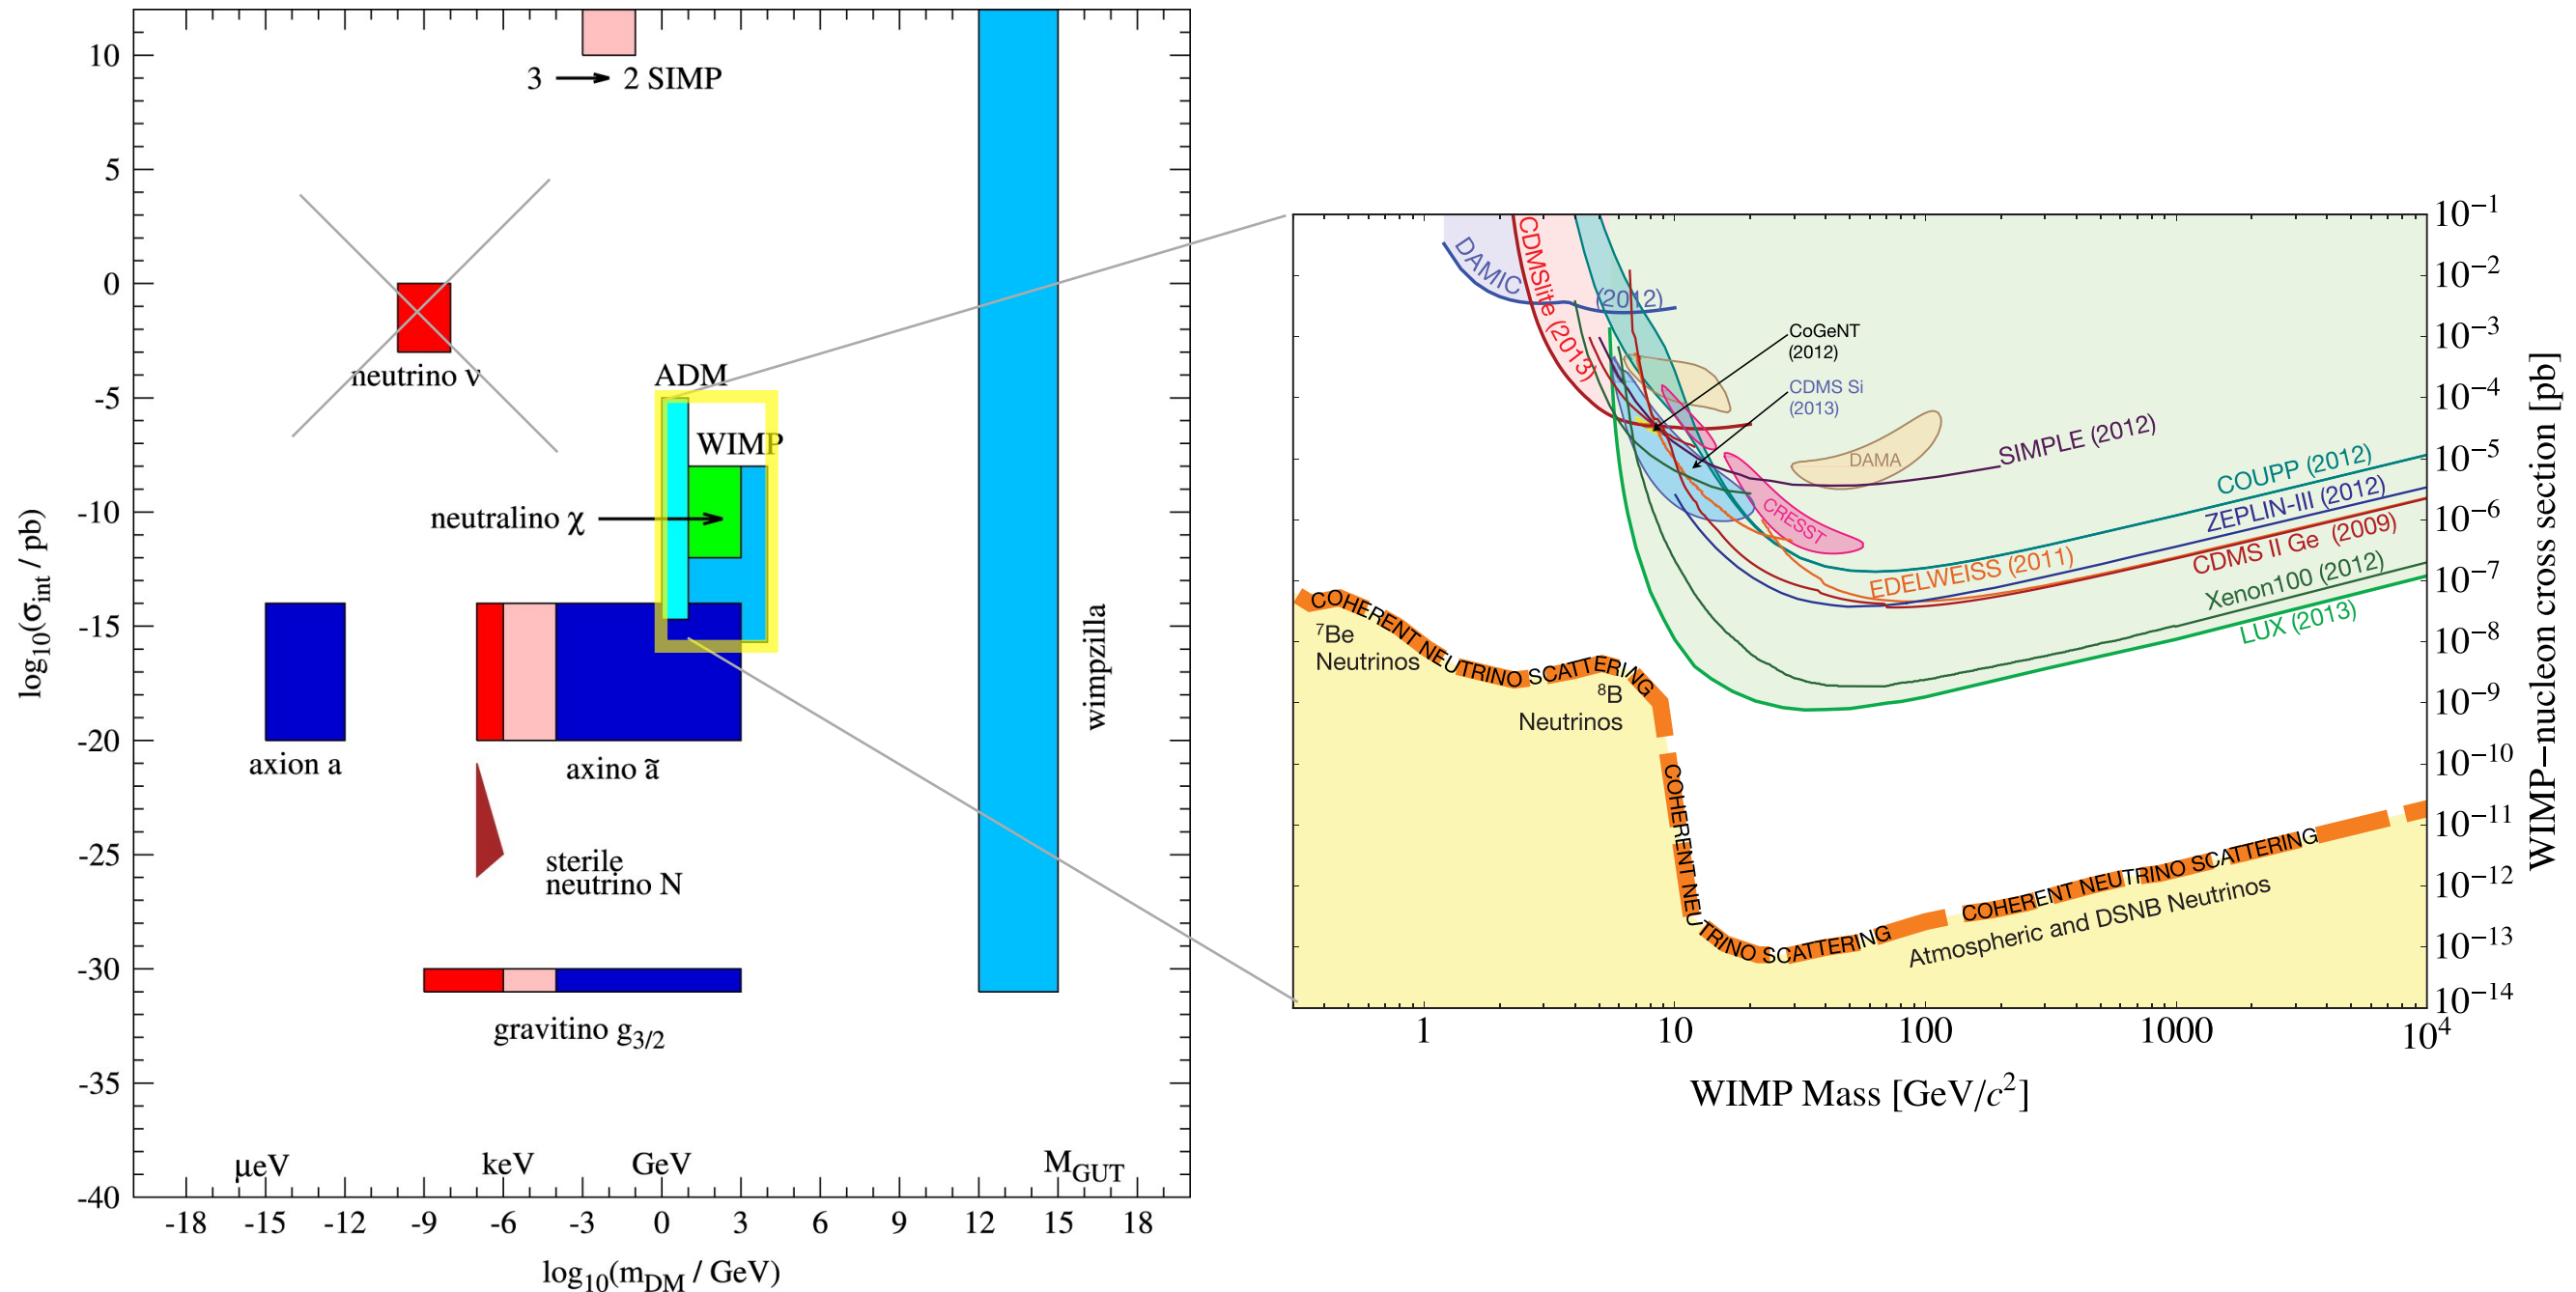 10
5
0
-5
-10
-15
-20
-25
-30
-35
-40
log10(σint / pb)
3 → 2 SIMP
neutrino ν
ADM
WIMP
neutralino χ
axion a
axino ã
sterile
neutrino N
gravitino g3/2
wimpzilla
μeV
keV
GeV
MGUT
-18 -15 -12 -9 -6 -3 0 3 6 9 12 15 18
log10(mDM / GeV)
DAMIC (2012)
CDMSlite (2013)
CoGeNT
(2012)
CDMS Si
(2013)
DAMA
CRESST
SIMPLE (2012)
COUPP (2012)
ZEPLIN-III (2012)
CDMS II Ge (2009)
EDELWEISS (2011)
Xenon100 (2012)
LUX (2013)
COHERENT NEUTRINO SCATTERING
7Be
Neutrinos
8B
Neutrinos
COHERENT NEUTRINO SCATTERING
COHERENT NEUTRINO SCATTERING
Atmospheric and DSNB Neutrinos
10−1
10−2
10−3
10−4
10−5
10−6
10−7
10−8
10−9
10−10
10−11
10−12
10−13
10−14
WIMP−nucleon cross section [pb]
1 10 100 1000 104
WIMP Mass [GeV/c2]